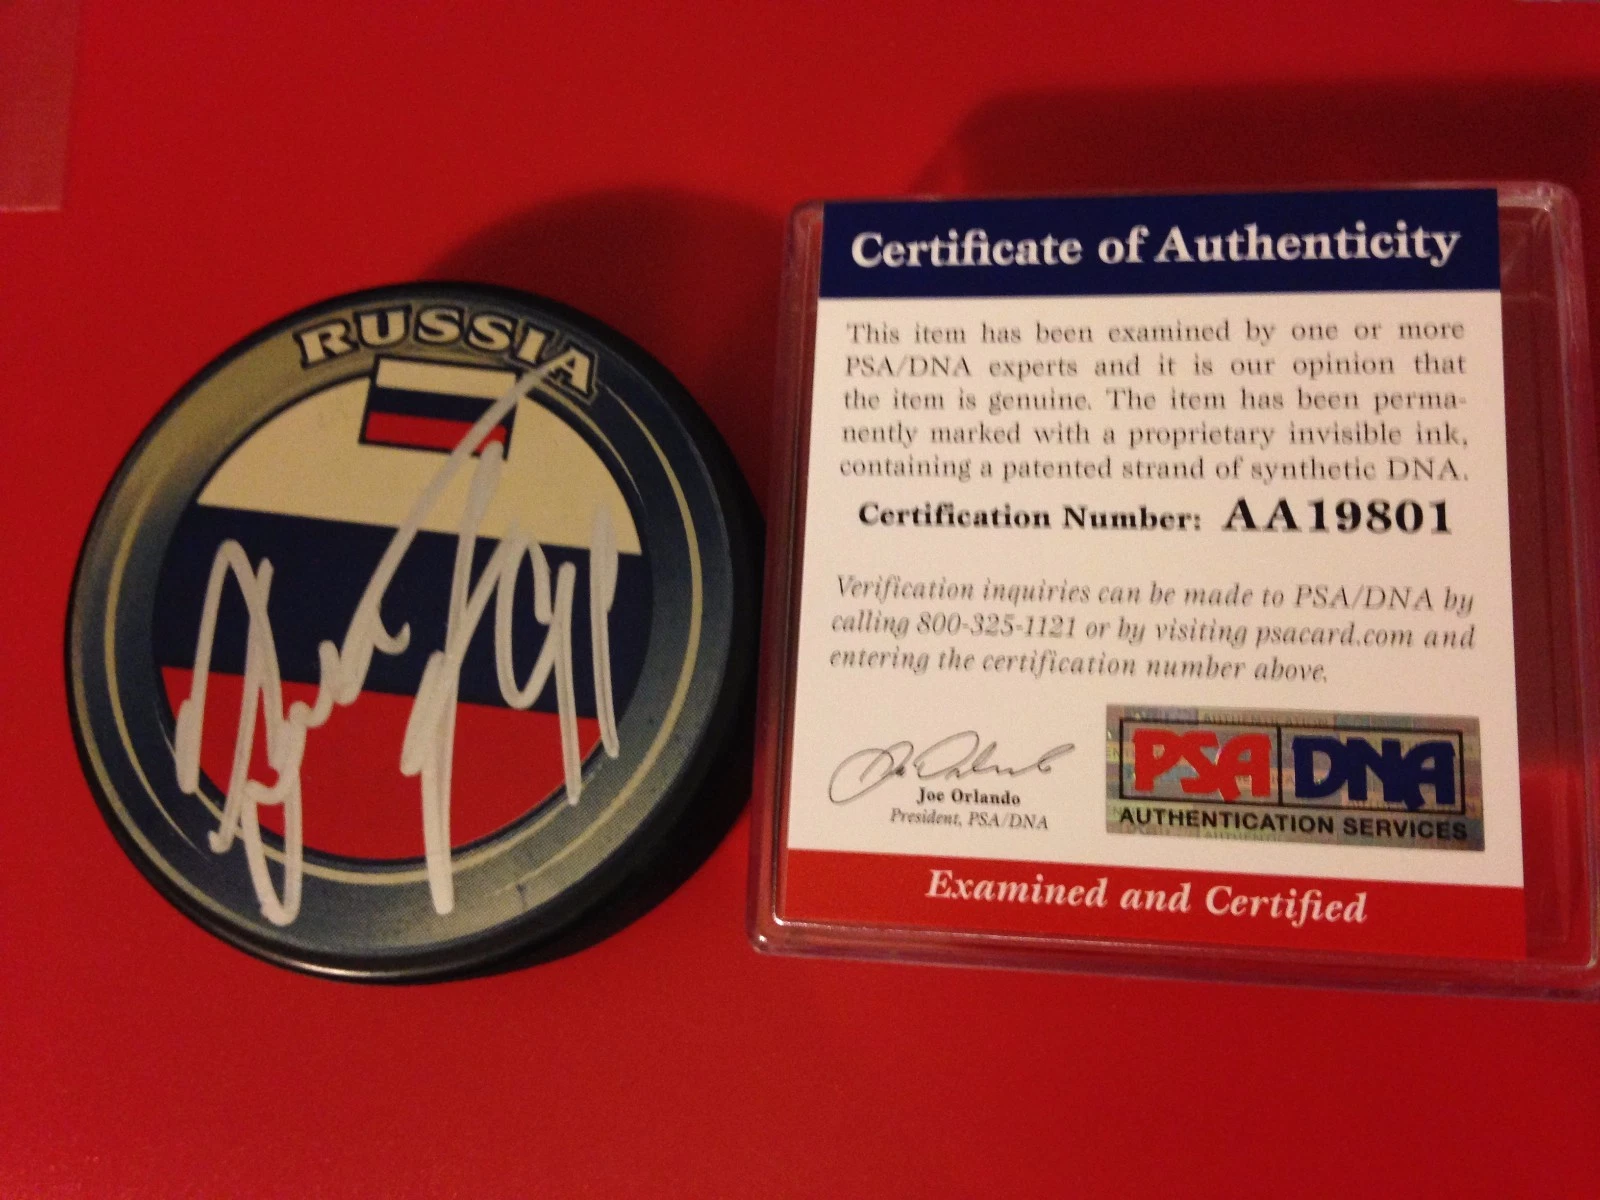 RUSSIA
Certificate of Authenticity
This item has been examined by one or more
PSA/DNA experts and it is our opinion that
the item is genuine. The item has been perma-
nently marked with a proprietary invisible ink,
containing a patented strand of synthetic DNA.
Certification Number: AA19801
Verification inquiries can be made to PSA/DNA by
calling 800-325-1121 or by visiting psacard.com and
entering the certification number above.
Joe Orlando
President, PSA/DNA
PSA DNA
AUTHENTICATION SERVICES
Examined and Certified